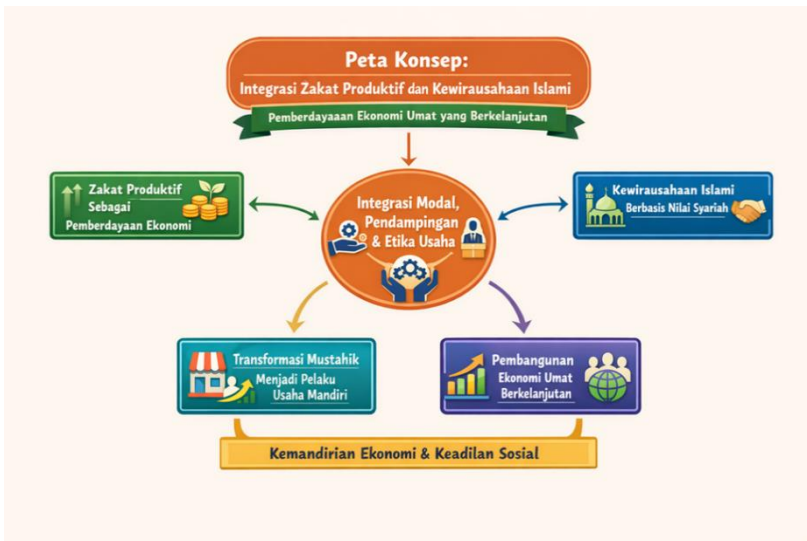 Peta Konsep:
Integrasi Zakat Produktif dan Kewirausahaan Islami
Pemberdayaaan Ekonomi Umat yang Berkelanjutan
Zakat Produktif
Sebagai
Pemberdayaan Ekonomi
Integrasi Modal,
Pendampingan
& Etika Usaha
Kewirausahaan Islami
Berbasis Nilai Syariah
Transformasi Mustahik
Menjadi Pelaku
Usaha Mandiri
Pembangunan
Ekonomi Umat
Berkelanjutan
Kemandirian Ekonomi & Keadilan Sosial